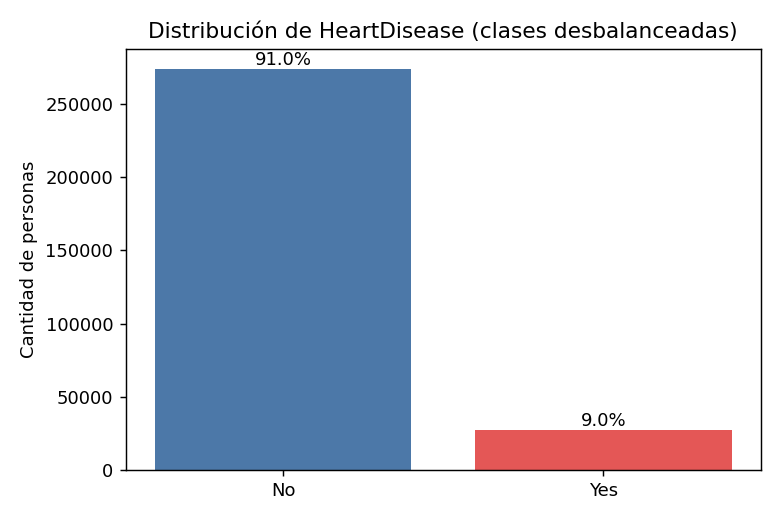 Distribución de HeartDisease (clases desbalanceadas)
91.0%
250000
200000
150000
100000
50000
0
Cantidad de personas
9.0%
No
Yes